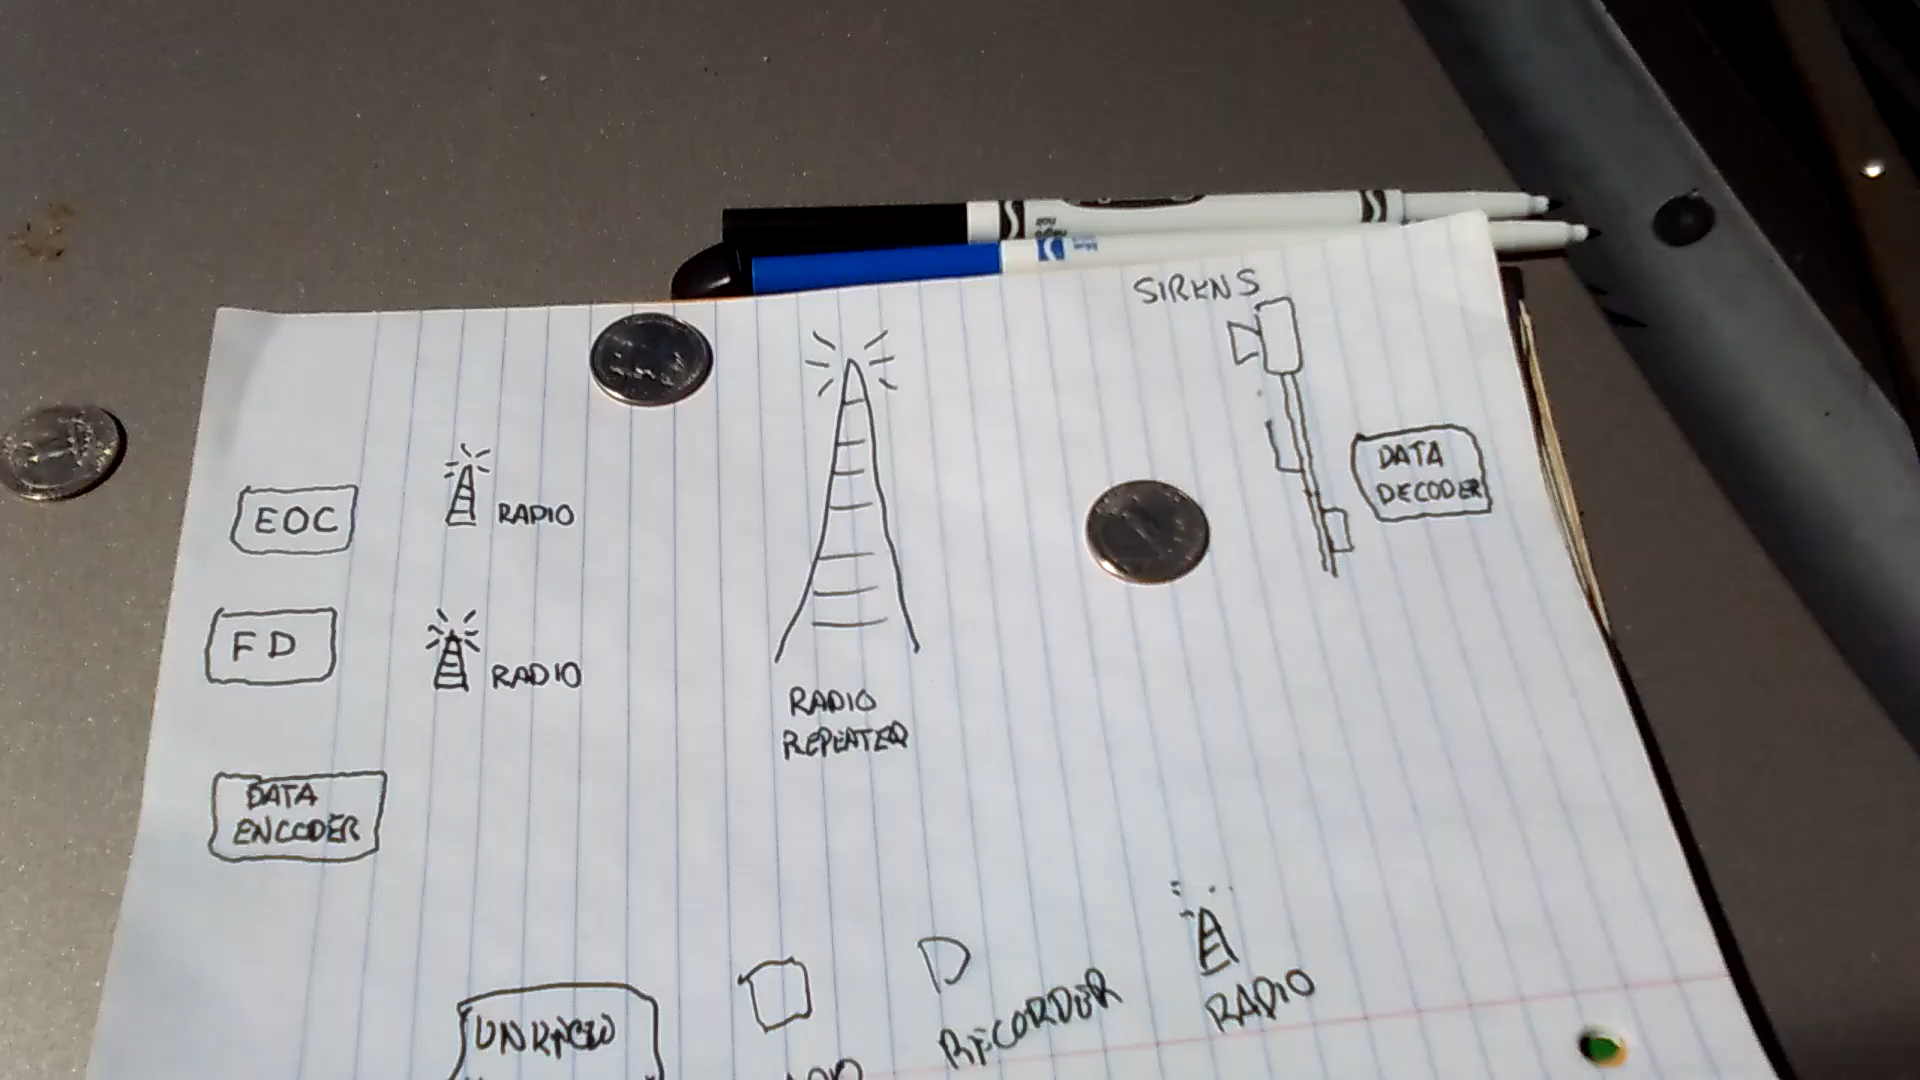 SIRENS
DATA
DECODER
EOC
RADIO
FD
RADIO
RADIO
REPEATER
DATA
ENCODER
RECORDER
RADIO